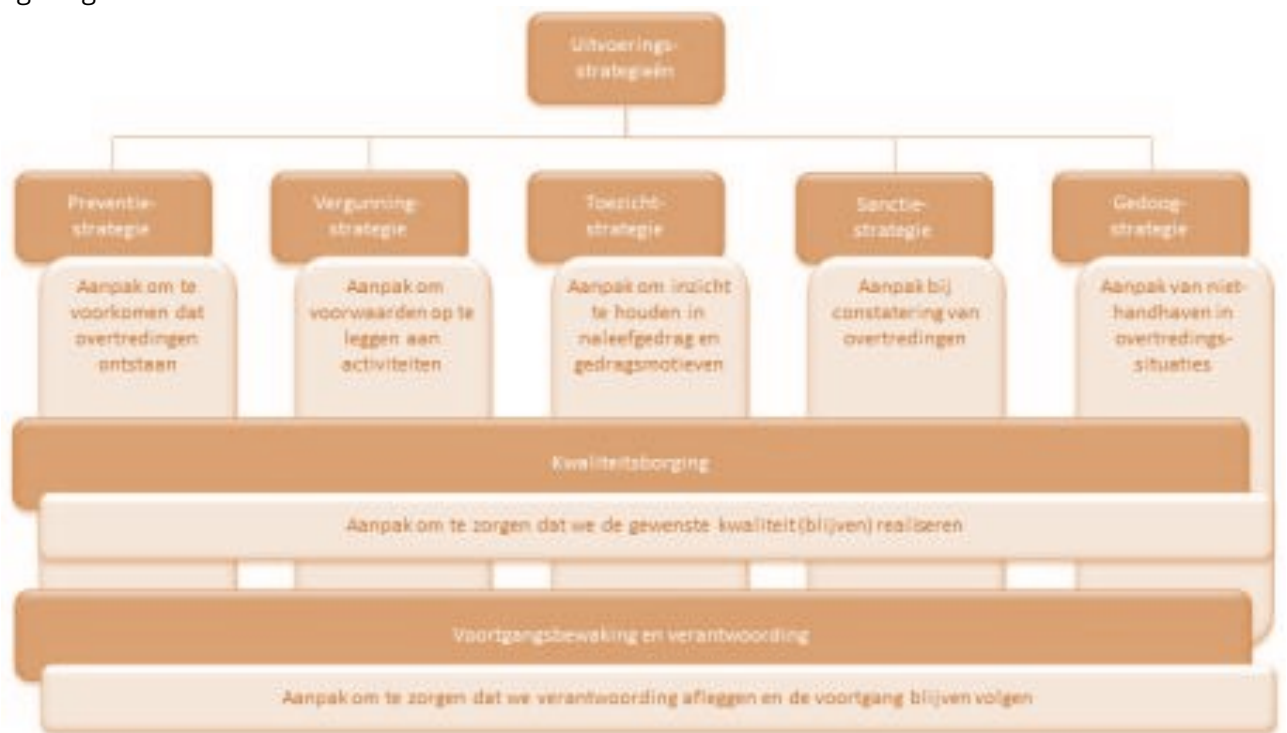 Uitvoerings-
strategieën
Preventie-
strategie
Vergunning-
strategie
Toezicht-
strategie
Sanctie-
strategie
Gedoog-
strategie
Aanpak om te
voorkomen dat
overtredingen
ontstaan
Aanpak om
voorwaarden op te
leggen aan
activiteiten
Aanpak om inzicht
te houden in
naleefgedrag en
gedragsmotieven
Aanpak bij
constatering van
overtredingen
Aanpak van niet-
handhaven in
overtredings-
situaties
Kwaliteitsborging
Aanpak om te zorgen dat we de gewenste kwaliteit (blijven) realiseren
Voortgangsbewaking en verantwoording
Aanpak om te zorgen dat we verantwoording afleggen en de voortgang blijven volgen